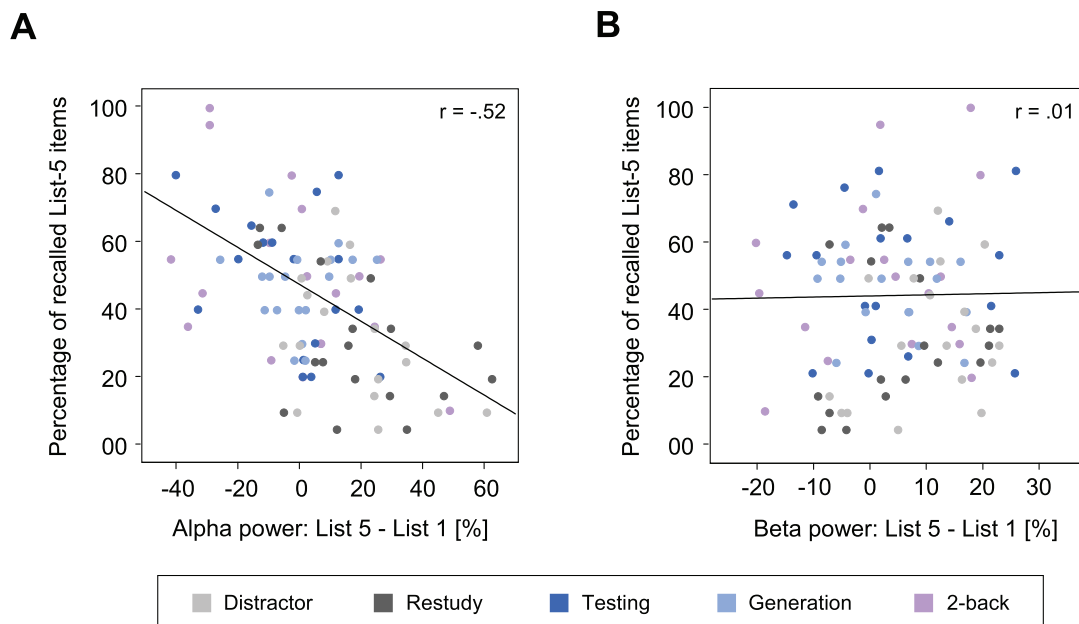 A
B
r = -.52
r = .01
Percentage of recalled List-5 items
100
80
60
40
20
00
-40 -20 0 20 40 60
Alpha power: List 5 - List 1 [%]
Percentage of recalled List-5 items
100
80
60
40
20
00
-20 -10 0 10 20 30
Beta power: List 5 - List 1 [%]
Distractor Restudy Testing Generation 2-back